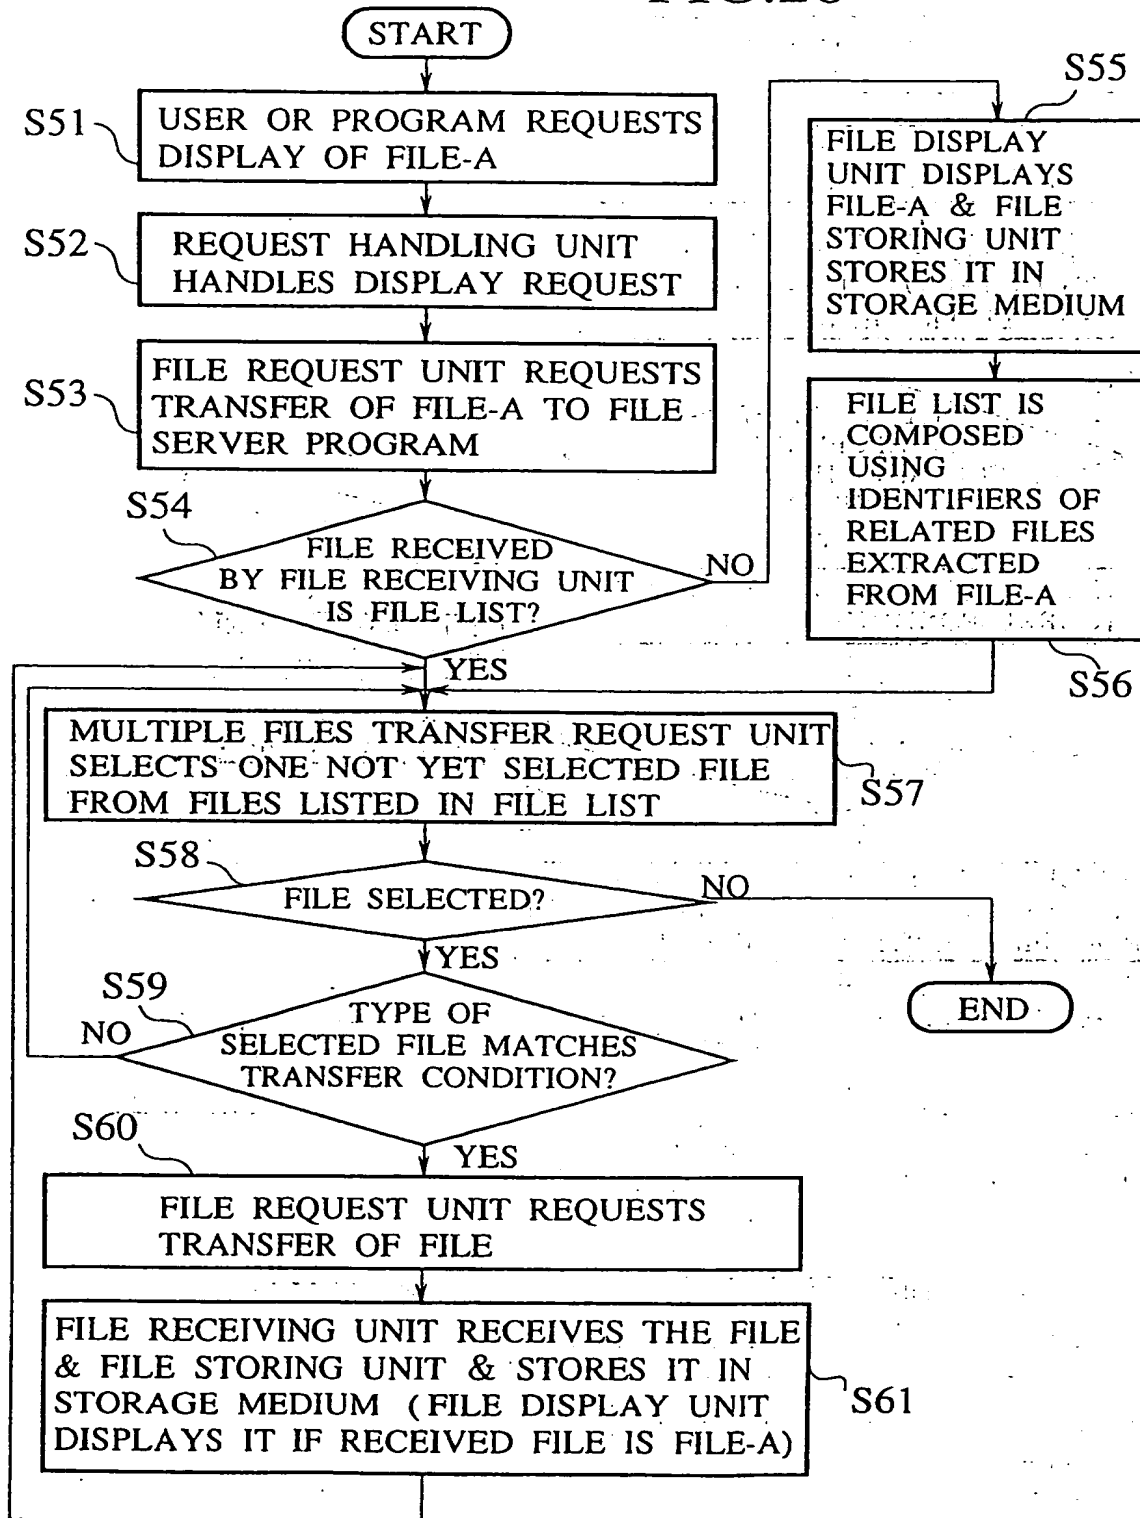 START
S51
USER OR PROGRAM REQUESTS
DISPLAY OF FILE-A
S52
REQUEST HANDLING UNIT
HANDLES DISPLAY REQUEST
S53
FILE REQUEST UNIT REQUESTS
TRANSFER OF FILE-A TO FILE
SERVER PROGRAM
S54
FILE RECEIVED
BY FILE RECEIVING UNIT
IS FILE LIST?
NO
YES
S55
FILE DISPLAY
UNIT DISPLAYS
FILE-A & FILE
STORING UNIT
STORES IT IN
STORAGE MEDIUM
FILE LIST IS
COMPOSED
USING
IDENTIFIERS OF
RELATED FILES
EXTRACTED
FROM FILE-A
S56
MULTIPLE FILES TRANSFER REQUEST UNIT
SELECTS ONE NOT YET SELECTED FILE
FROM FILES LISTED IN FILE LIST
S57
S58
FILE SELECTED?
NO
YES
END
S59
NO
TYPE OF
SELECTED FILE MATCHES
TRANSFER CONDITION?
YES
S60
FILE REQUEST UNIT REQUESTS
TRANSFER OF FILE
FILE RECEIVING UNIT RECEIVES THE FILE
& FILE STORING UNIT & STORES IT IN
STORAGE MEDIUM (FILE DISPLAY UNIT
DISPLAYS IT IF RECEIVED FILE IS FILE-A)
S61